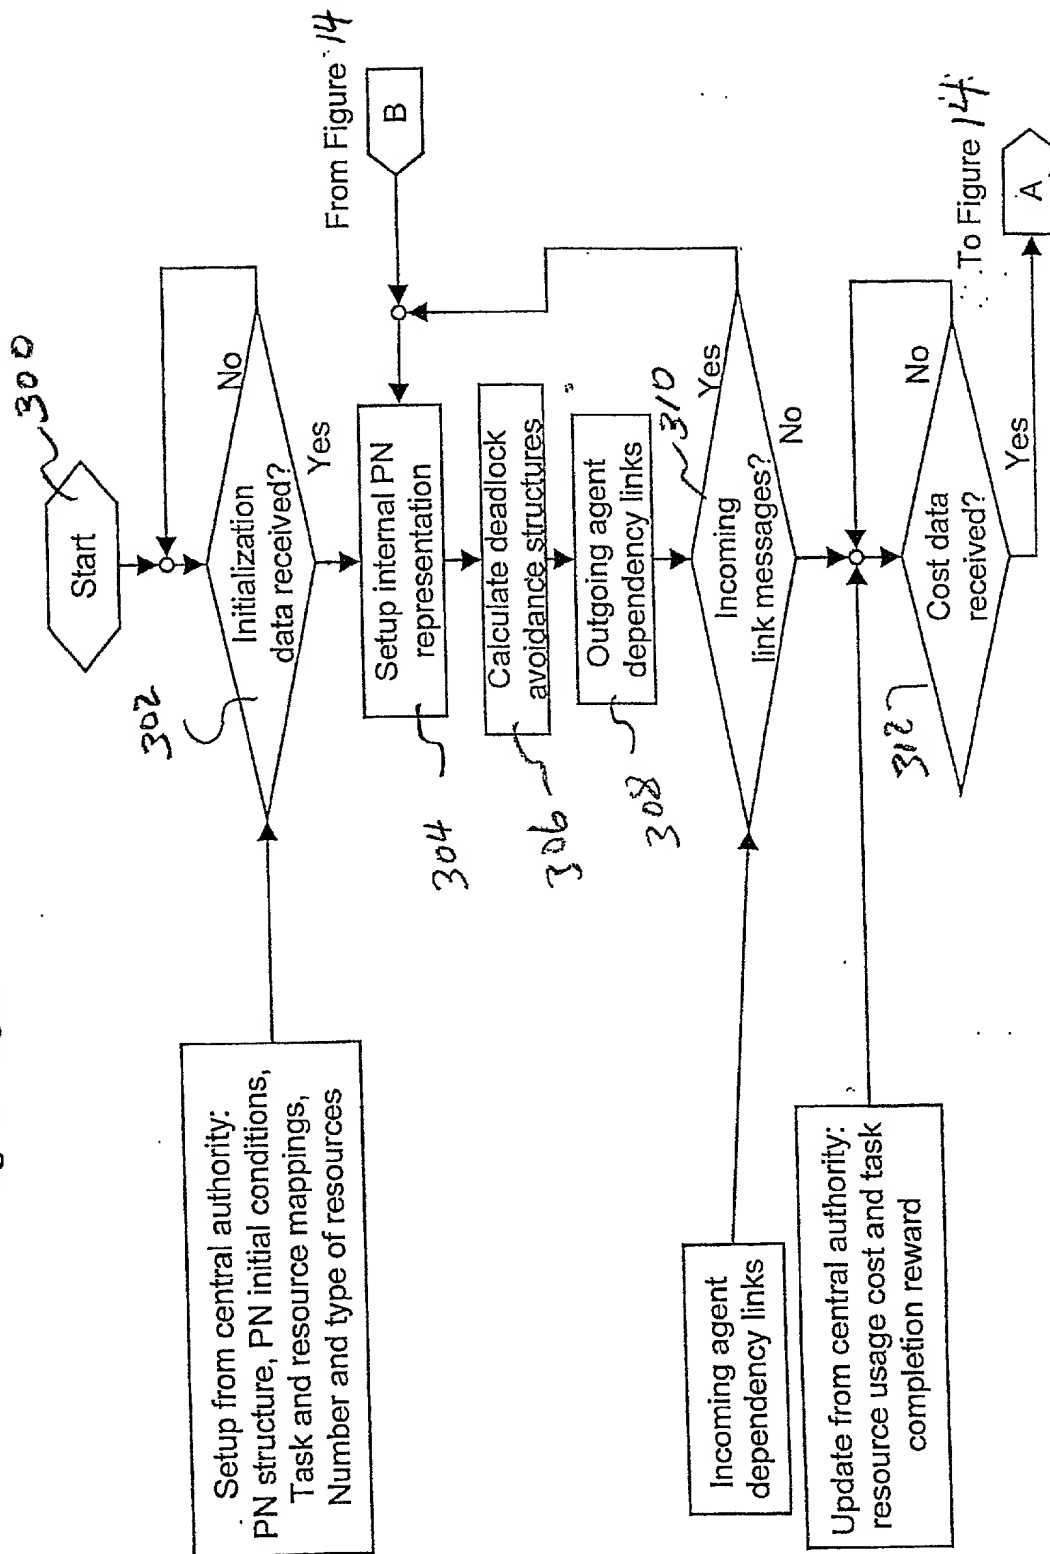 300
Start
302
Initialization
data received?
No
Yes
From Figure 14
B
Setup from central authority:
PN structure, PN initial conditions,
Task and resource mappings,
Number and type of resources
Setup internal PN
representation
304
Calculate deadlock
avoidance structures
306
Outgoing agent
dependency links
308
310
Incoming
link messages?
Yes
No
Incoming agent
dependency links
Update from central authority:
resource usage cost and task
completion reward
312
Cost data
received?
No
Yes
To Figure 14
A